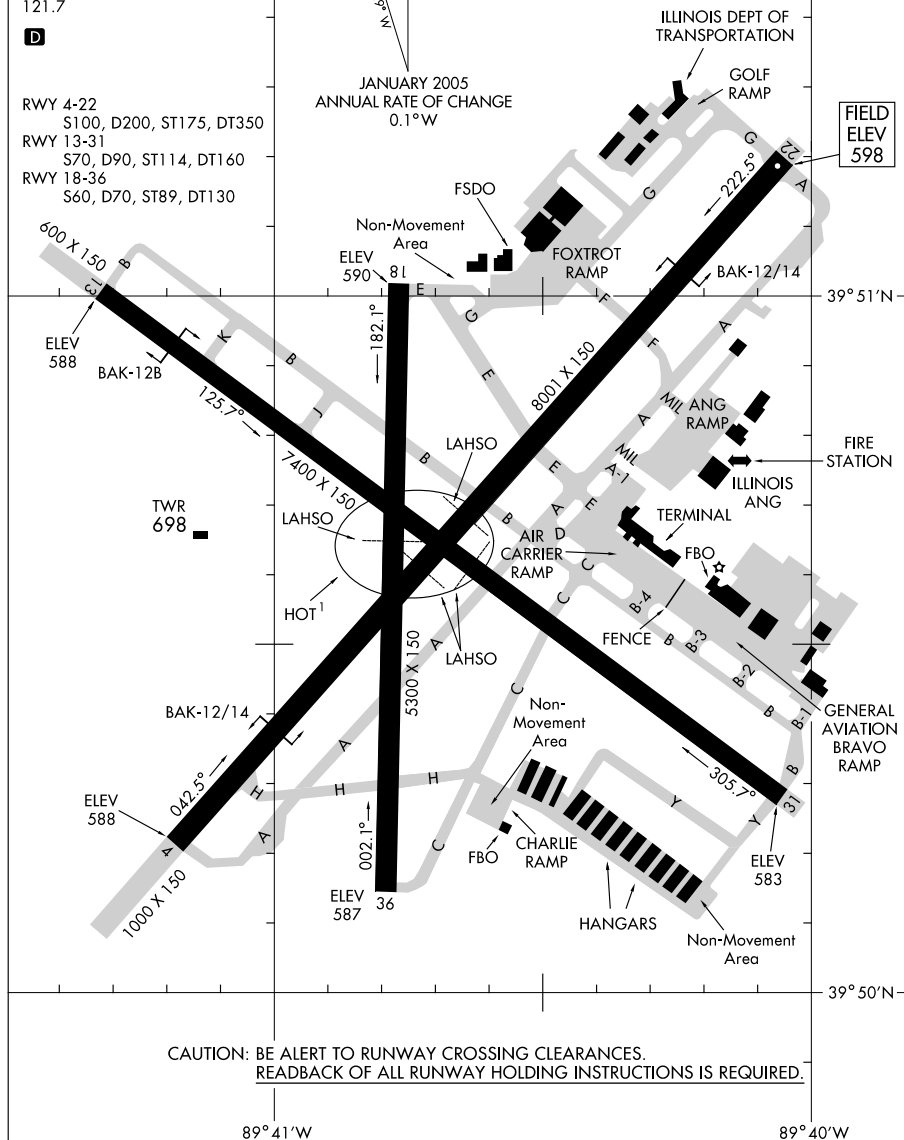 121.7
D
RWY 4-22
S100, D200, ST175, DT350
RWY 13-31
S70, D90, ST114, DT160
RWY 18-36
S60, D70, ST89, DT130
JANUARY 2005
ANNUAL RATE OF CHANGE
0.1°W
ILLINOIS DEPT OF
TRANSPORTATION
GOLF
RAMP
FIELD
ELEV
598
G
22
A
222.5°
G
FSDO
Non-Movement
Area
FOXTROT
RAMP
600 X 150
B
13
ELEV
588
ELEV
590
18
E
G
E
182.1°
BAK-12/14
39°51'N
F
F
A
BAK-12B
K
B
J
125.7°
7400 X 150
8001 X 150
A
MIL
ANG
RAMP
LAHSO
B
E
MIL
A-1
FIRE
STATION
ILLINOIS
ANG
TWR
698
LAHSO
B
A
E
D
TERMINAL
AIR
CARRIER
RAMP
C
C
FBO
HOT 1
B-4
FENCE
B
B-3
LAHSO
A
5300 X 150
C
B-2
B
B-1
GENERAL
AVIATION
BRAVO
RAMP
BAK-12/14
Non-
Movement
Area
A
042.5°
H
H
H
305.7°
B
31
Y
Y
ELEV
588
4
A
002.1°
C
FBO
CHARLIE
RAMP
ELEV
583
1000 X 150
ELEV
587
36
HANGARS
Non-Movement
Area
39°50'N
CAUTION: BE ALERT TO RUNWAY CROSSING CLEARANCES.
READBACK OF ALL RUNWAY HOLDING INSTRUCTIONS IS REQUIRED.
89°41'W
89°40'W